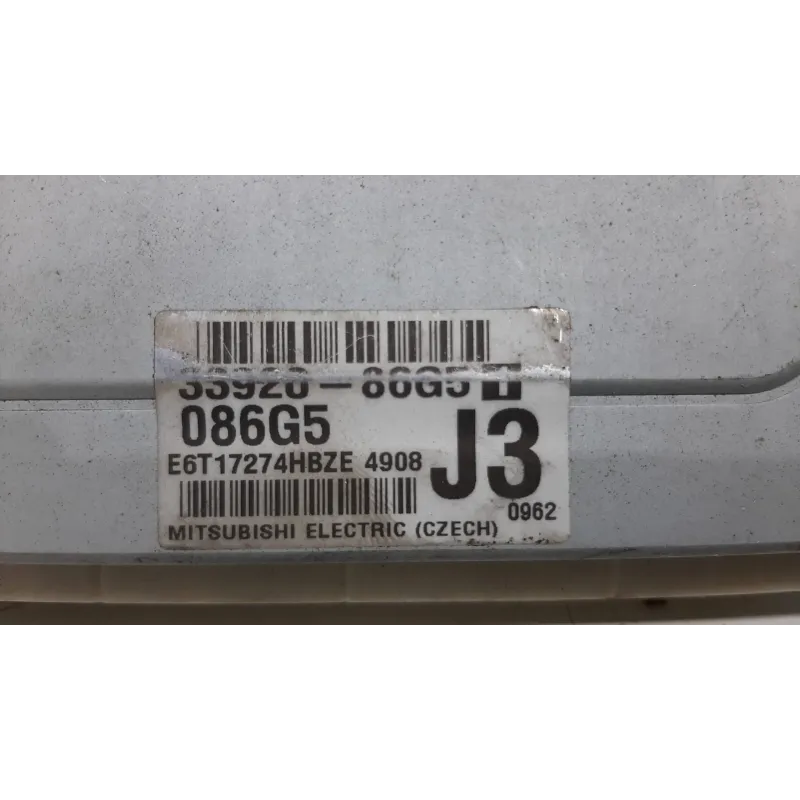 33920-86G5
086G5
J3
E6T17274HBZE 4908
0962
MITSUBISHI ELECTRIC (CZECH)